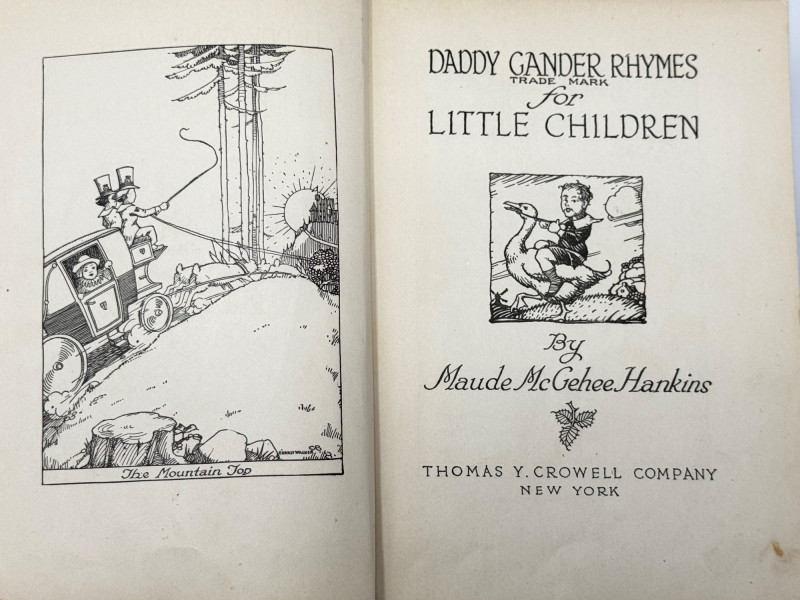 The Mountain Top
DADDY GANDER RHYMES
TRADE MARK
for
LITTLE CHILDREN
By
Maude McGehee Hankins
THOMAS Y. CROWELL COMPANY
NEW YORK